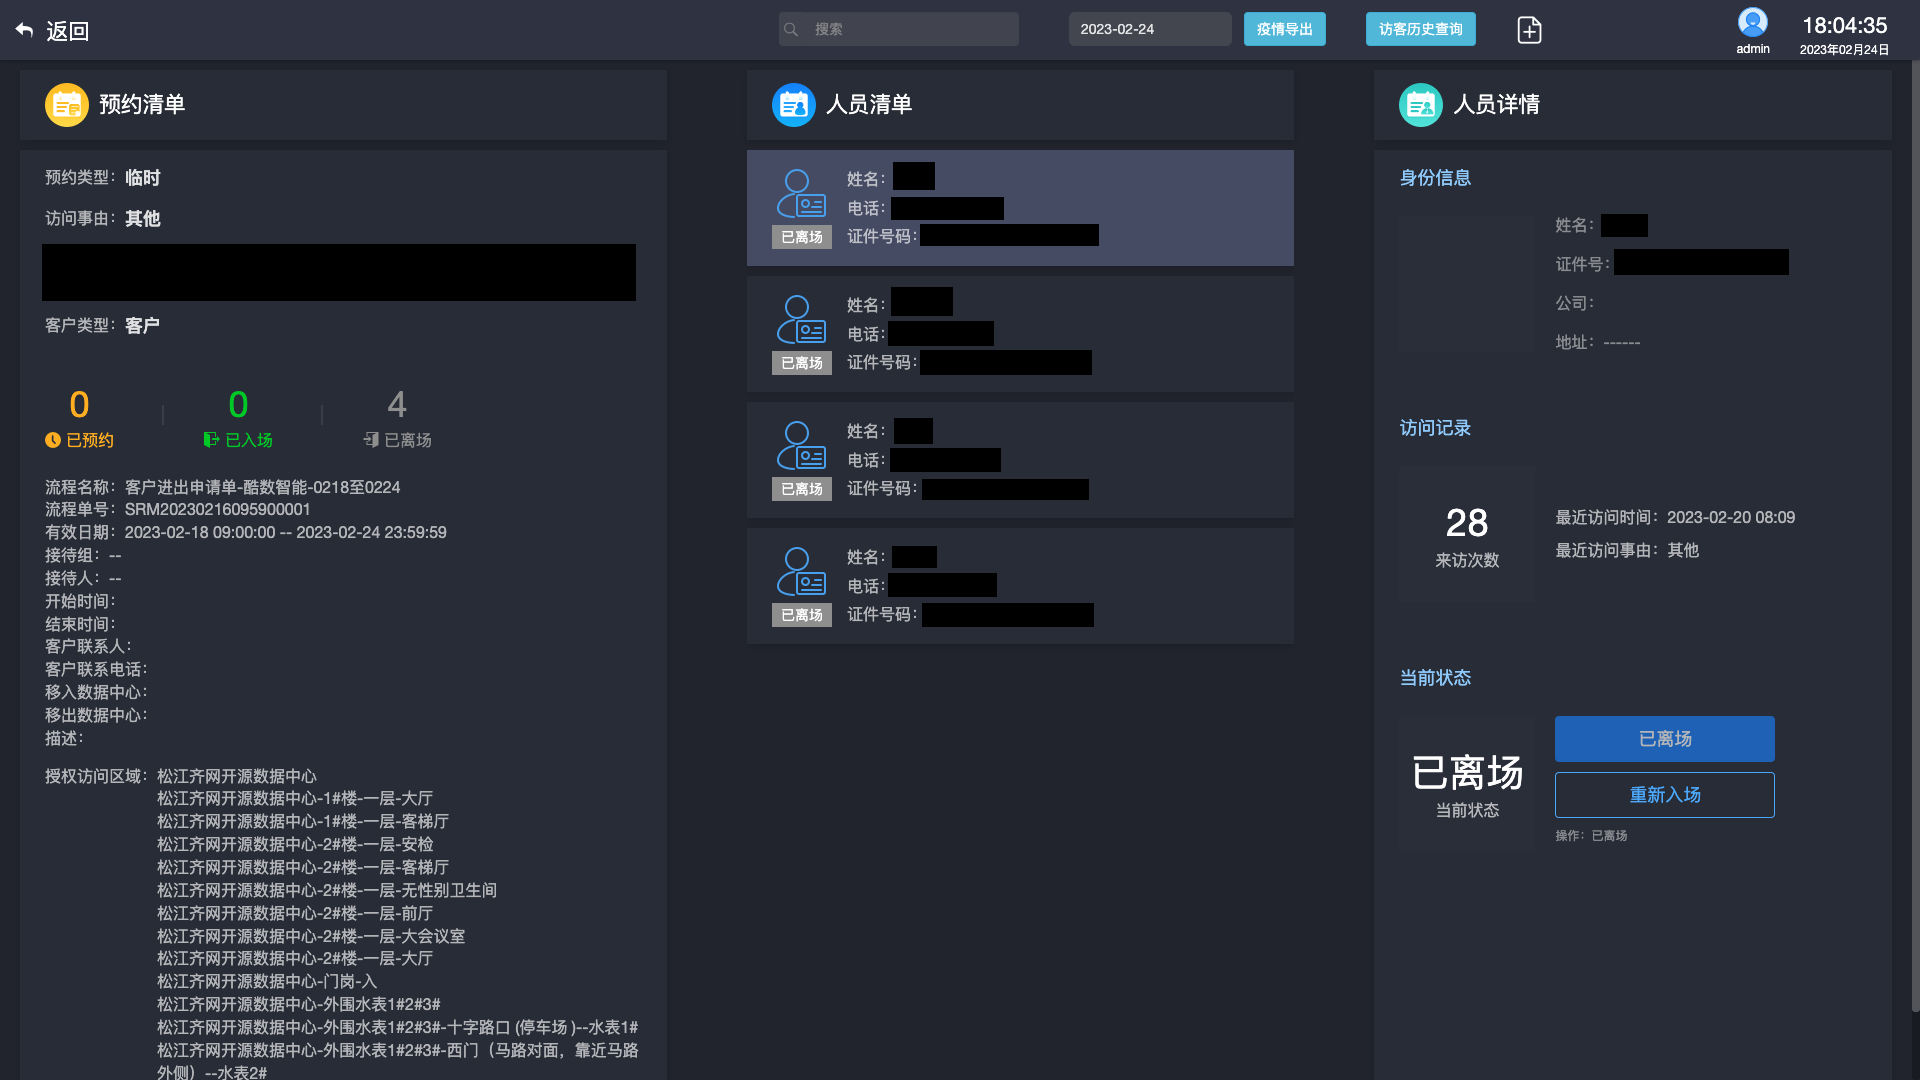 返回
搜索
2023-02-24
疫情导出
访客历史查询
admin
18:04:35
2023年02月24日
预约清单
预约类型：临时
访问事由：其他
客户类型：客户
0
已预约
0
已入场
4
已离场
流程名称：客户进出申请单-酷数智能-0218至0224
流程单号：SRM20230216095900001
有效日期：2023-02-18 09:00:00 -- 2023-02-24 23:59:59
接待组：--
接待人：--
开始时间：
结束时间：
客户联系人：
客户联系电话：
移入数据中心：
移出数据中心：
描述：
授权访问区域：松江齐网开源数据中心
松江齐网开源数据中心-1#楼-一层-大厅
松江齐网开源数据中心-1#楼-一层-客梯厅
松江齐网开源数据中心-2#楼-一层-安检
松江齐网开源数据中心-2#楼-一层-客梯厅
松江齐网开源数据中心-2#楼-一层-无性别卫生间
松江齐网开源数据中心-2#楼-一层-前厅
松江齐网开源数据中心-2#楼-一层-大会议室
松江齐网开源数据中心-2#楼-一层-大厅
松江齐网开源数据中心-门岗-入
松江齐网开源数据中心-外围水表1#2#3#
松江齐网开源数据中心-外围水表1#2#3#-十字路口 (停车场 )--水表1#
松江齐网开源数据中心-外围水表1#2#3#-西门（马路对面，靠近马路
外侧）--水表2#
人员清单
姓名：
电话：
已离场
证件号码：
姓名：
电话：
已离场
证件号码：
姓名：
电话：
已离场
证件号码：
姓名：
电话：
已离场
证件号码：
人员详情
身份信息
姓名：
证件号：
公司：
地址：------
访问记录
28
来访次数
最近访问时间：2023-02-20 08:09
最近访问事由：其他
当前状态
已离场
当前状态
已离场
重新入场
操作：已离场